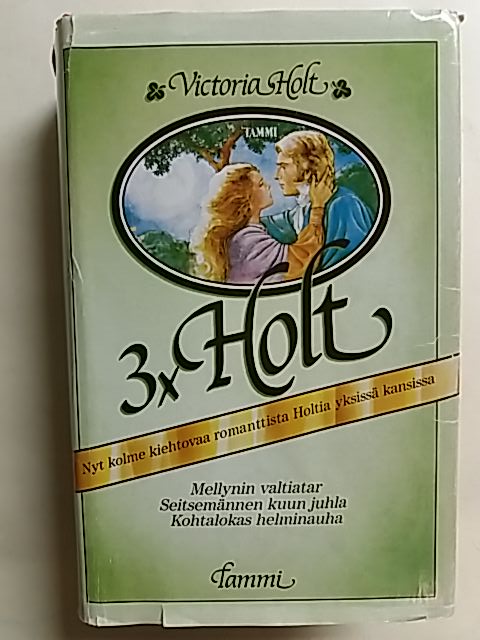 Victoria Holt
TAMMI
3x Holt
Nyt kolme kiehtovaa romanttista Holtia yksissä kansissa
Mellynin valtiatar
Seitsemännen kuun juhla
Kohtalokas helminauha
Tammi